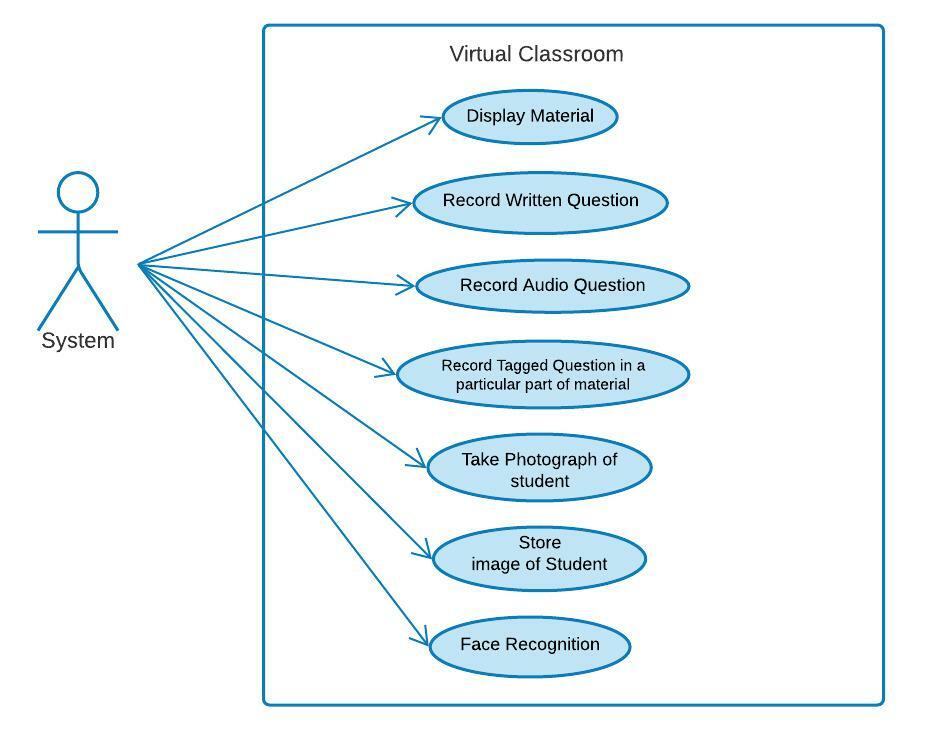 Virtual Classroom
Display Material
Record Written Question
Record Audio Question
System
Record Tagged Question in a
particular part of material
Take Photograph of
student
Store
image of Student
Face Recognition